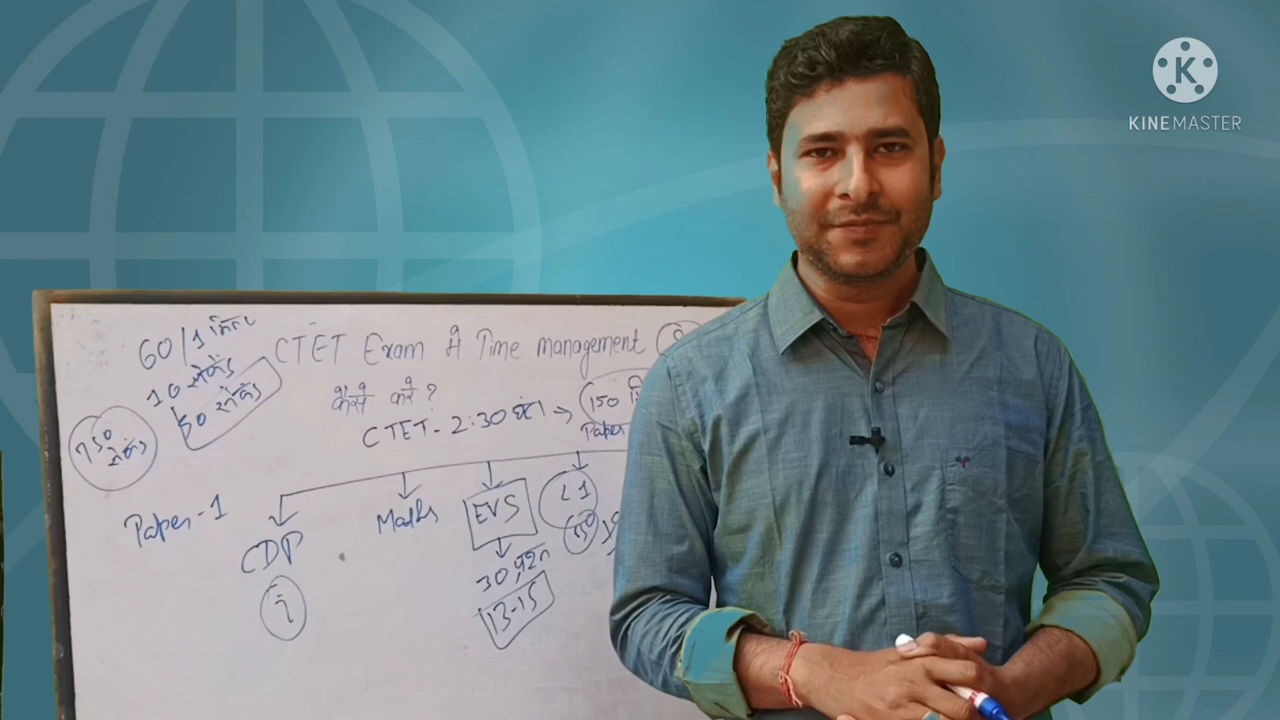 KINEMASTER
60/1 मिनट
10 सेकेंड
50 सेकेंड
CTET Exam मे Time management
कैसे करे ?
CTET - 2:30 घंटा → 150
Paper
750
सेकेंड
Paper-1
CDP
Maths
EVS
L1
150
30 प्रश्न
13-15